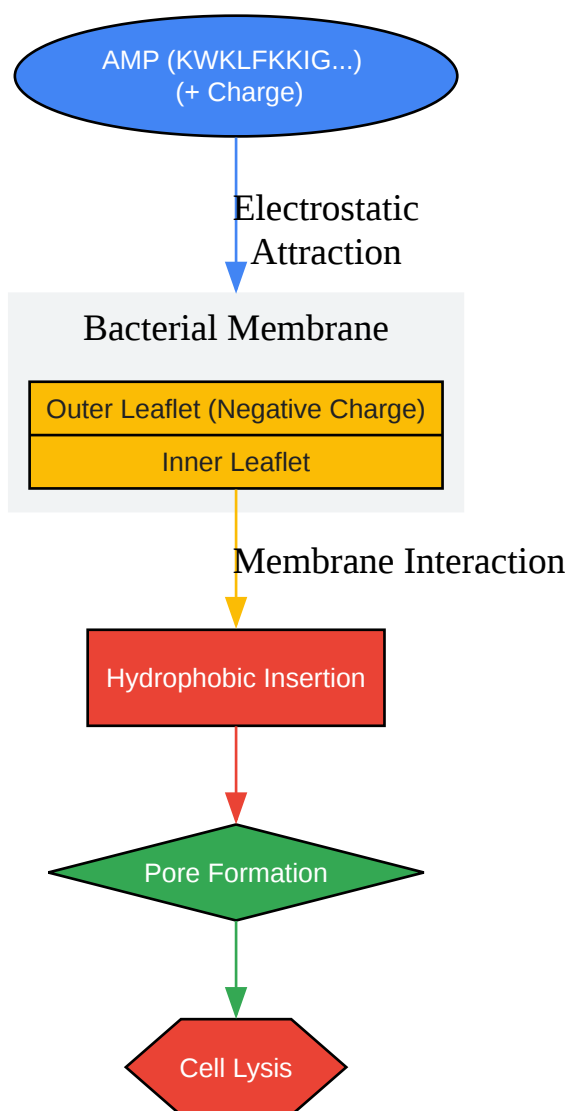 AMP (KWKLFKKIG...)
(+ Charge)
Electrostatic
Attraction
Bacterial Membrane
Outer Leaflet (Negative Charge)
Inner Leaflet
Membrane Interaction
Hydrophobic Insertion
Pore Formation
Cell Lysis